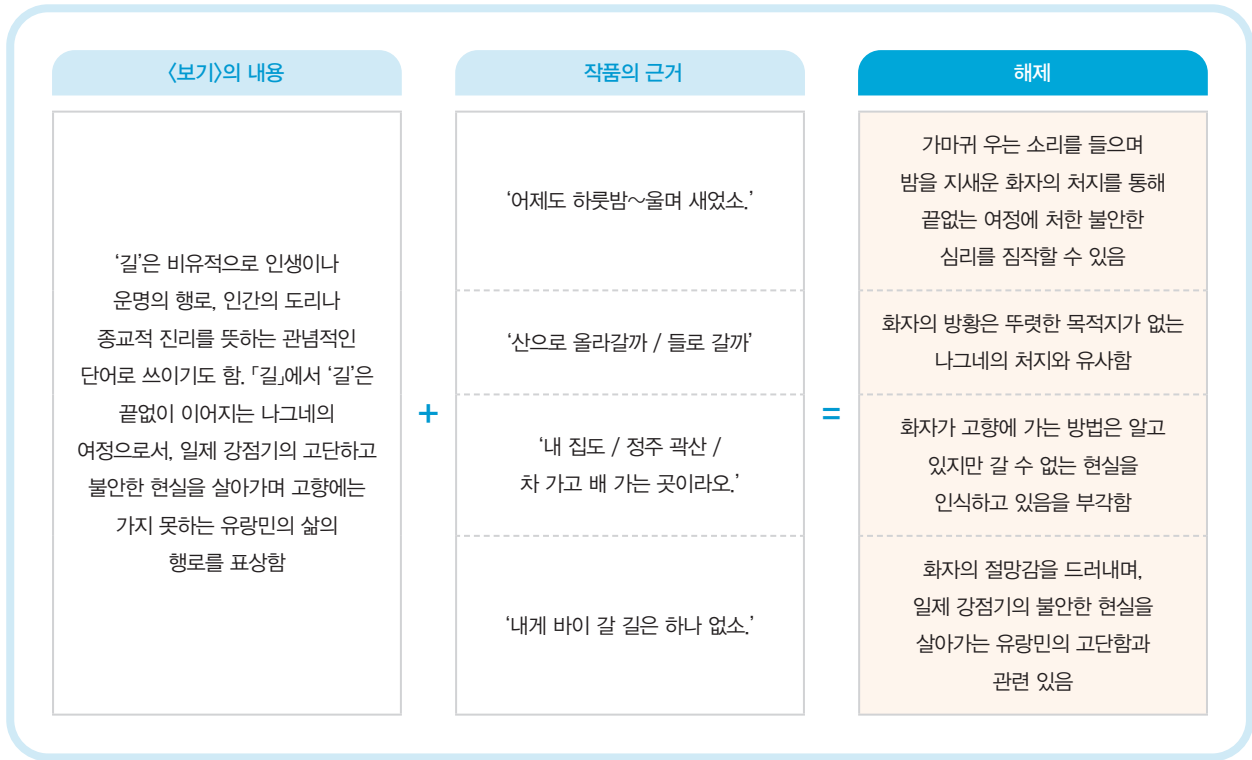 〈보기〉의 내용
작품의 근거
해제
‘길’은 비유적으로 인생이나
운명의 행로, 인간의 도리나
종교적 진리를 뜻하는 관념적인
단어로 쓰이기도 함. 「길」에서 ‘길’은
끝없이 이어지는 나그네의
여정으로서, 일제 강점기의 고단하고
불안한 현실을 살아가며 고향에는
가지 못하는 유랑민의 삶의
행로를 표상함
+
‘어제도 하룻밤~울며 새었소.’
‘산으로 올라갈까 / 들로 갈까’
‘내 집도 / 정주 곽산 /
차 가고 배 가는 곳이라오.’
‘내게 바이 갈 길은 하나 없소.’
=
가마귀 우는 소리를 들으며
밤을 지새운 화자의 처지를 통해
끝없는 여정에 처한 불안한
심리를 짐작할 수 있음
화자의 방황은 뚜렷한 목적지가 없는
나그네의 처지와 유사함
화자가 고향에 가는 방법은 알고
있지만 갈 수 없는 현실을
인식하고 있음을 부각함
화자의 절망감을 드러내며,
일제 강점기의 불안한 현실을
살아가는 유랑민의 고단함과
관련 있음